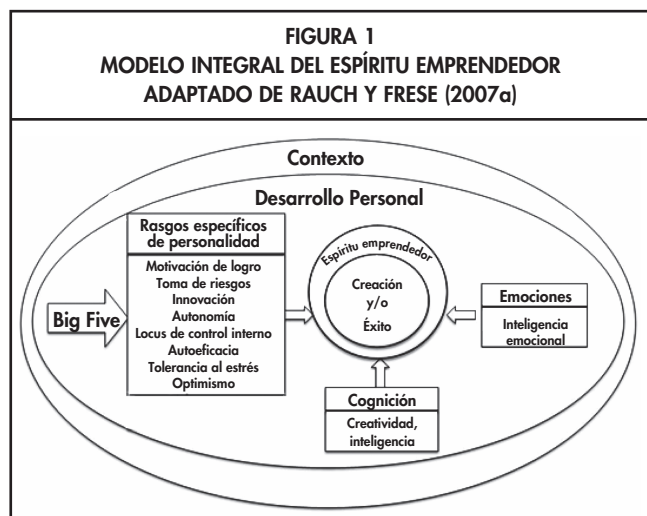 FIGURA 1
MODELO INTEGRAL DEL ESPÍRITU EMPRENDEDOR
ADAPTADO DE RAUCH Y FRESE (2007a)
Contexto
Desarrollo Personal
Rasgos específicos
de personalidad
Motivación de logro
Toma de riesgos
Innovación
Autonomía
Locus de control interno
Autoeficacia
Tolerancia al estrés
Optimismo
Big Five
Espíritu emprendedor
Creación
y/o
Éxito
Emociones
Inteligencia
emocional
Cognición
Creatividad,
inteligencia